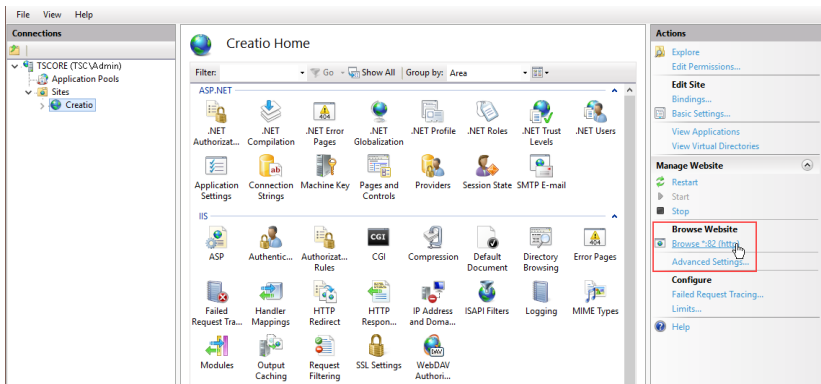 File View Help
Connections
TSCORE (TSC\Admin)
Application Pools
Sites
Creatio
Creatio Home
Filter: Go Show All Group by: Area
ASP.NET
.NET Authorizat...
.NET Compilation
.NET Error Pages
.NET Globalization
.NET Profile
.NET Roles
.NET Trust Levels
.NET Users
Application Settings
Connection Strings
Machine Key
Pages and Controls
Providers
Session State
SMTP E-mail
IIS
ASP
Authentic...
Authorizat... Rules
CGI
Compression
Default Document
Directory Browsing
Error Pages
Failed Request Tra...
Handler Mappings
HTTP Redirect
HTTP Respon...
IP Address and Doma...
ISAPI Filters
Logging
MIME Types
Modules
Output Caching
Request Filtering
SSL Settings
WebDAV Authori...
Actions
Explore
Edit Permissions...
Edit Site
Bindings...
Basic Settings...
View Applications
View Virtual Directories
Manage Website
Restart
Start
Stop
Browse Website
Browse *:82 (http)
Advanced Settings...
Configure
Failed Request Tracing...
Limits...
Help